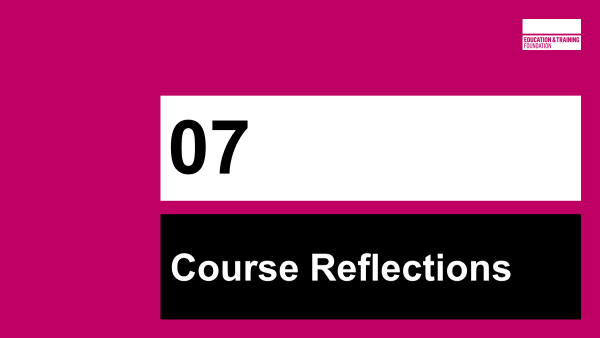 EDUCATION & TRAINING
FOUNDATION
07
Course Reflections